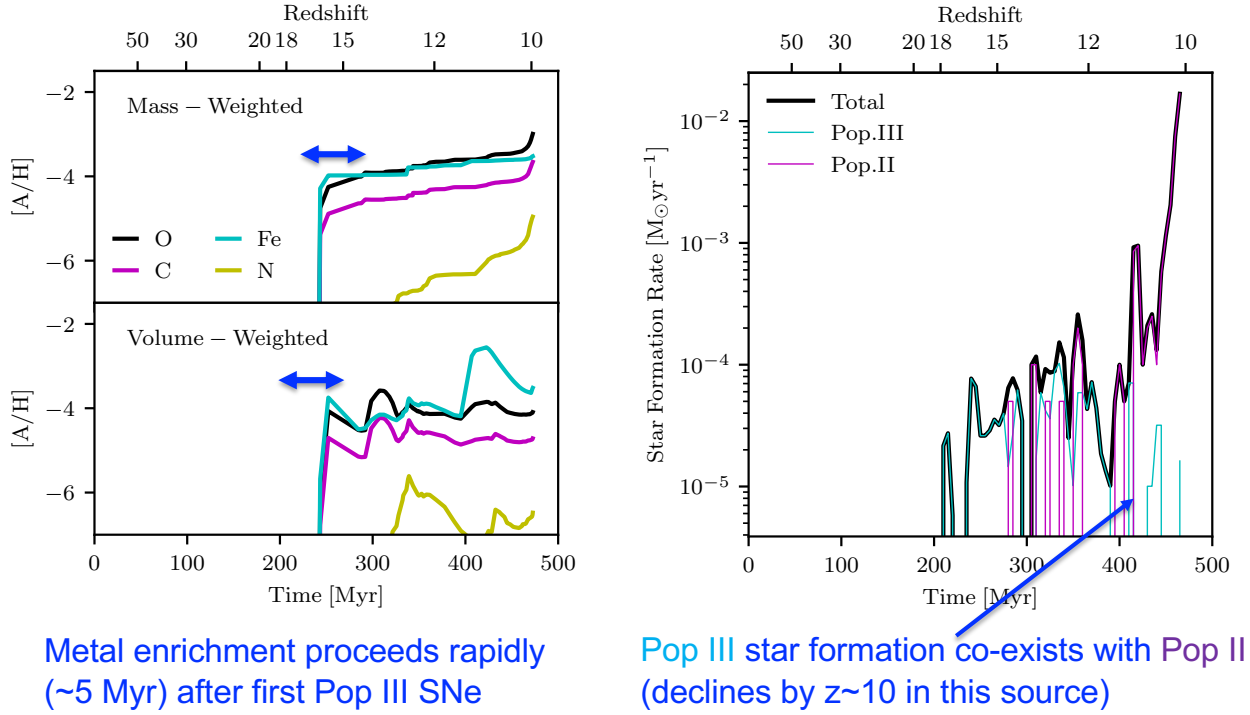 Redshift
50 30 20 18 15 12 10
−2
Mass − Weighted
−4
[A/H]
O Fe
C N
−6
−2
Volume − Weighted
−4
[A/H]
−6
0 100 200 300 400 500
Time [Myr]
Metal enrichment proceeds rapidly
(~5 Myr) after first Pop III SNe
Redshift
50 30 20 18 15 12 10
Total
Pop.III
Pop.II
10⁻²
10⁻³
10⁻⁴
10⁻⁵
Star Formation Rate [M⊙yr⁻¹]
0 100 200 300 400 500
Time [Myr]
Pop III star formation co-exists with Pop II
(declines by z~10 in this source)